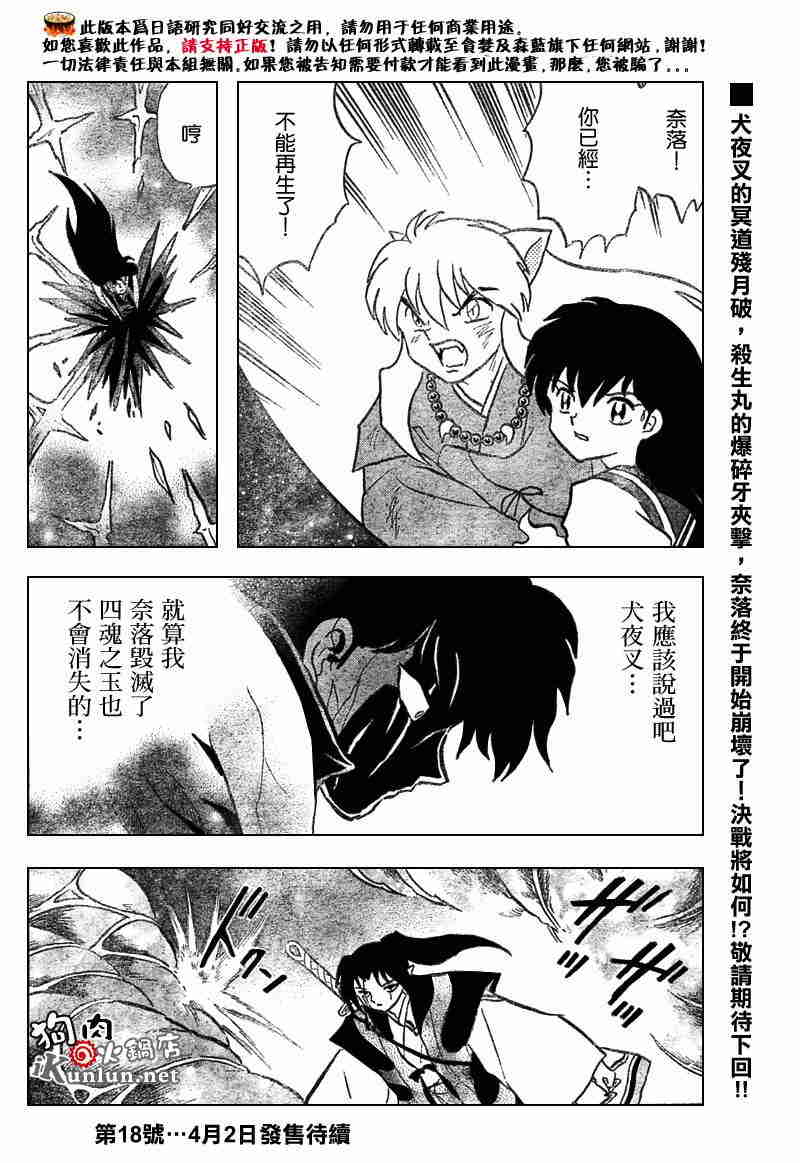 此版本爲日語研究同好交流之用，請勿用于任何商業用途。
如您喜歡此作品，請支持正版！請勿以任何形式轉載至貪婪及森藍旗下任何網站，謝謝！
一切法律責任與本組無關。如果您被告知需要付款才能看到此漫畫，那麼，您被騙了。。。
■犬夜叉的冥道殘月破，殺生丸的爆碎牙夾擊，奈落終于開始崩壞了！決戰將如何!?敬請期待下回!!
奈落！
你已經…
不能再生了！
哼
我應該說過吧
犬夜叉…
就算我
奈落毀滅了
四魂之玉也
不會消失的…
ズズズ
ズズズ
ドクン
狗肉
火鍋店
iKunlun.net
第18號…4月2日發售待續